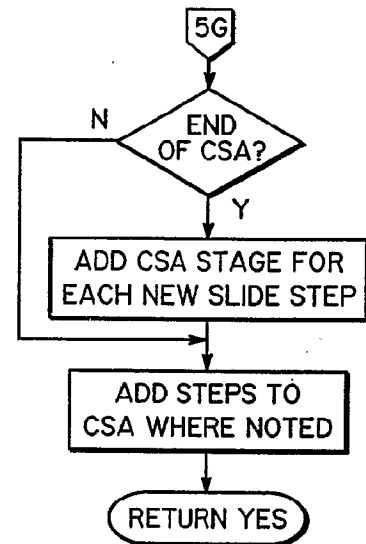 5G
END
OF CSA?
N
Y
ADD CSA STAGE FOR
EACH NEW SLIDE STEP
ADD STEPS TO
CSA WHERE NOTED
RETURN YES